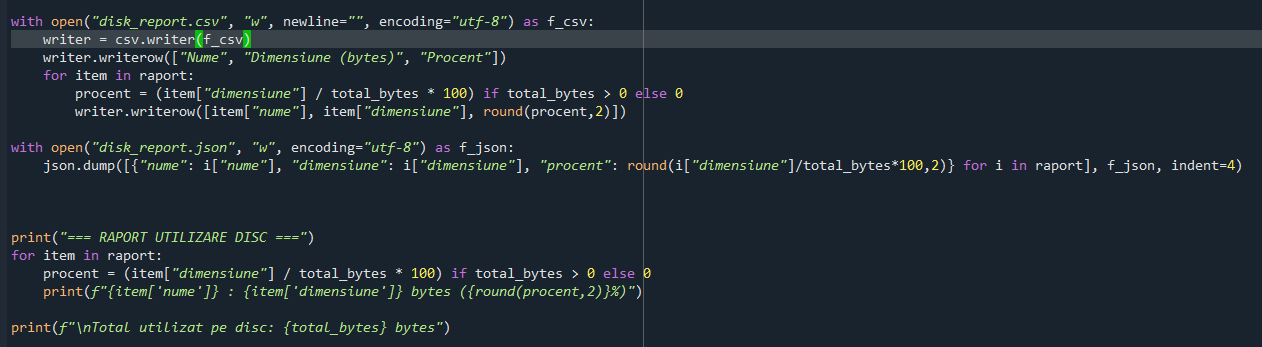 with open("disk_report.csv", "w", newline="", encoding="utf-8") as f_csv:
    writer = csv.writer(f_csv)
    writer.writerow(["Nume", "Dimensiune (bytes)", "Procent"])
    for item in raport:
        procent = (item["dimensiune"] / total_bytes * 100) if total_bytes > 0 else 0
        writer.writerow([item["nume"], item["dimensiune"], round(procent,2)])
with open("disk_report.json", "w", encoding="utf-8") as f_json:
    json.dump([{"nume": i["nume"], "dimensiune": i["dimensiune"], "procent": round(i["dimensiune"]/total_bytes*100,2)} for i in raport], f_json, indent=4)
print("=== RAPORT UTILIZARE DISC ===")
for item in raport:
    procent = (item["dimensiune"] / total_bytes * 100) if total_bytes > 0 else 0
    print(f"{item['nume']} : {item['dimensiune']} bytes ({round(procent,2)}%)")
print(f"\nTotal utilizat pe disc: {total_bytes} bytes")